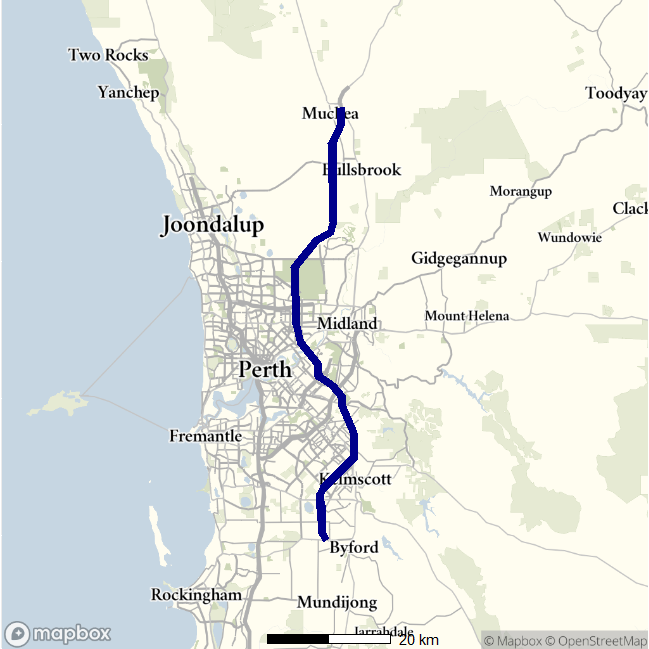 Two Rocks
Yanchep
Toodyay
Muchea
Bullsbrook
Morangup
Clack
Joondalup
Wundowie
Gidgegannup
Midland
Mount Helena
Perth
Fremantle
Kelmscott
Byford
Rockingham
Mundijong
Jarrahdale
mapbox
20 km
© Mapbox © OpenStreetMap